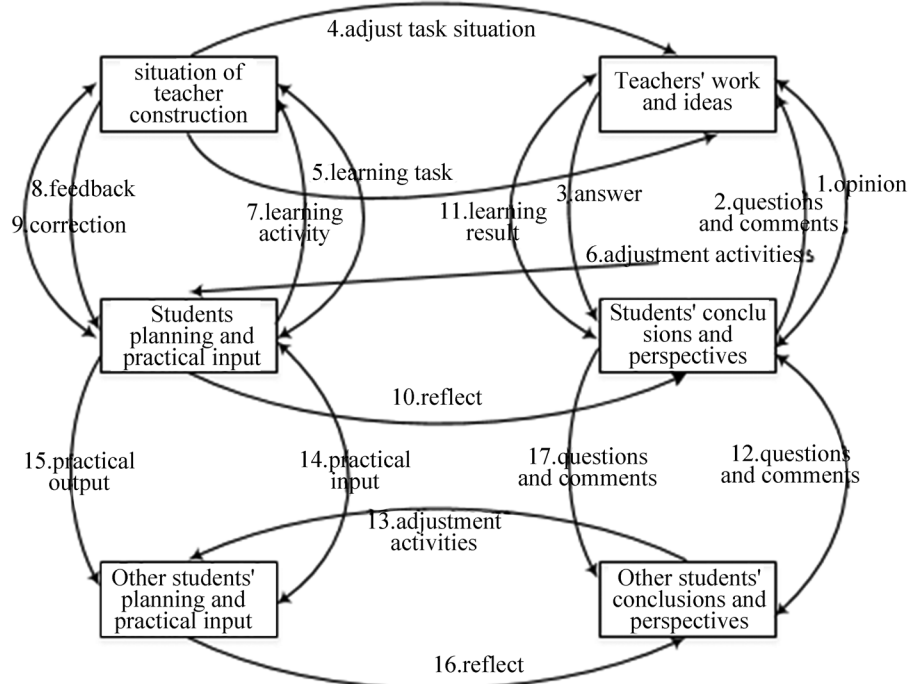 4.adjust task situation
situation of
teacher
construction
Teachers' work
and ideas
5.learning task
8.feedback
9.correction
7.learning
activity
11.learning
result
3.answer
2.questions
and comments
1.opinion
6.adjustment activities
Students
planning and
practical input
Students' conclu
sions and
perspectives
10.reflect
15.practical
output
14.practical
input
17.questions
and comments
12.questions
and comments
13.adjustment
activities
Other students'
planning and
practical input
Other students'
conclusions and
perspectives
16.reflect